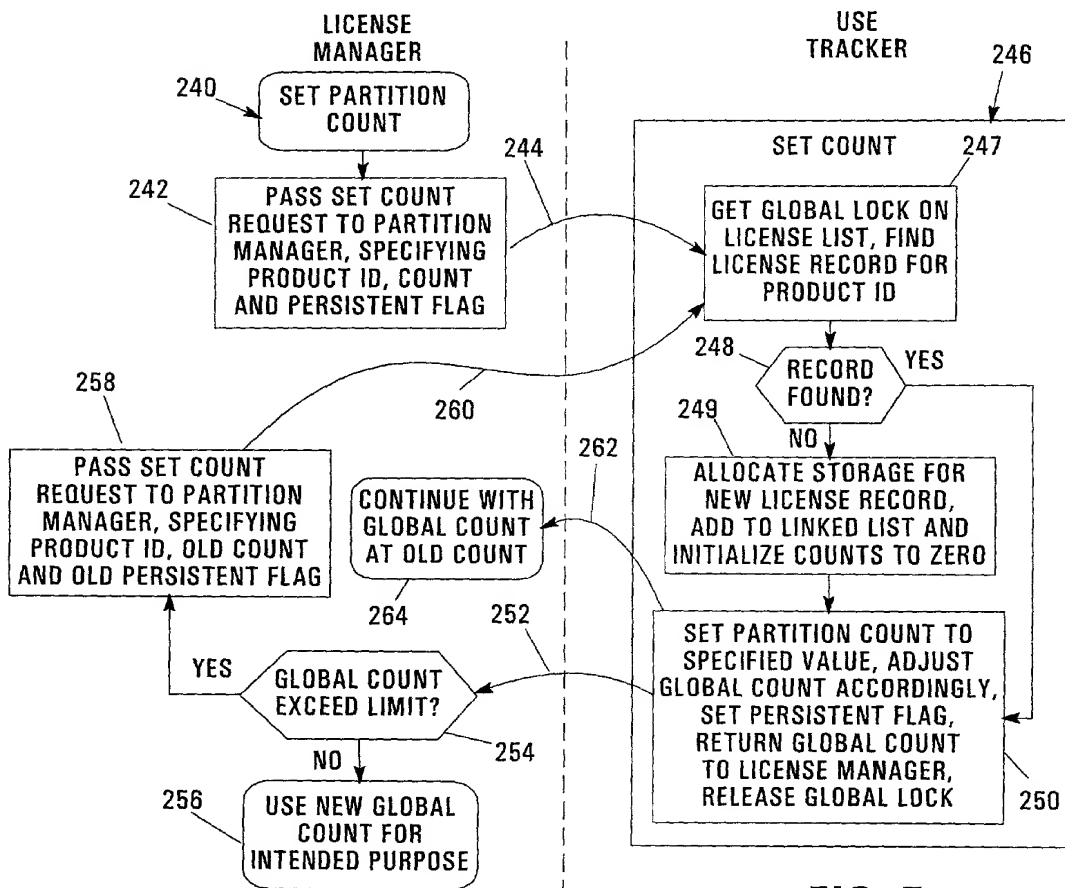 LICENSE
MANAGER
USE
TRACKER
246
240
SET PARTITION
COUNT
244
SET COUNT
247
242
PASS SET COUNT
REQUEST TO PARTITION
MANAGER, SPECIFYING
PRODUCT ID, COUNT
AND PERSISTENT FLAG
GET GLOBAL LOCK ON
LICENSE LIST, FIND
LICENSE RECORD FOR
PRODUCT ID
248
RECORD
FOUND?
YES
NO
258
260
249
262
PASS SET COUNT
REQUEST TO PARTITION
MANAGER, SPECIFYING
PRODUCT ID, OLD COUNT
AND OLD PERSISTENT FLAG
CONTINUE WITH
GLOBAL COUNT
AT OLD COUNT
264
ALLOCATE STORAGE FOR
NEW LICENSE RECORD,
ADD TO LINKED LIST AND
INITIALIZE COUNTS TO ZERO
252
YES
GLOBAL COUNT
EXCEED LIMIT?
254
NO
SET PARTITION COUNT TO
SPECIFIED VALUE, ADJUST
GLOBAL COUNT ACCORDINGLY,
SET PERSISTENT FLAG,
RETURN GLOBAL COUNT
TO LICENSE MANAGER,
RELEASE GLOBAL LOCK
250
256
USE NEW GLOBAL
COUNT FOR
INTENDED PURPOSE